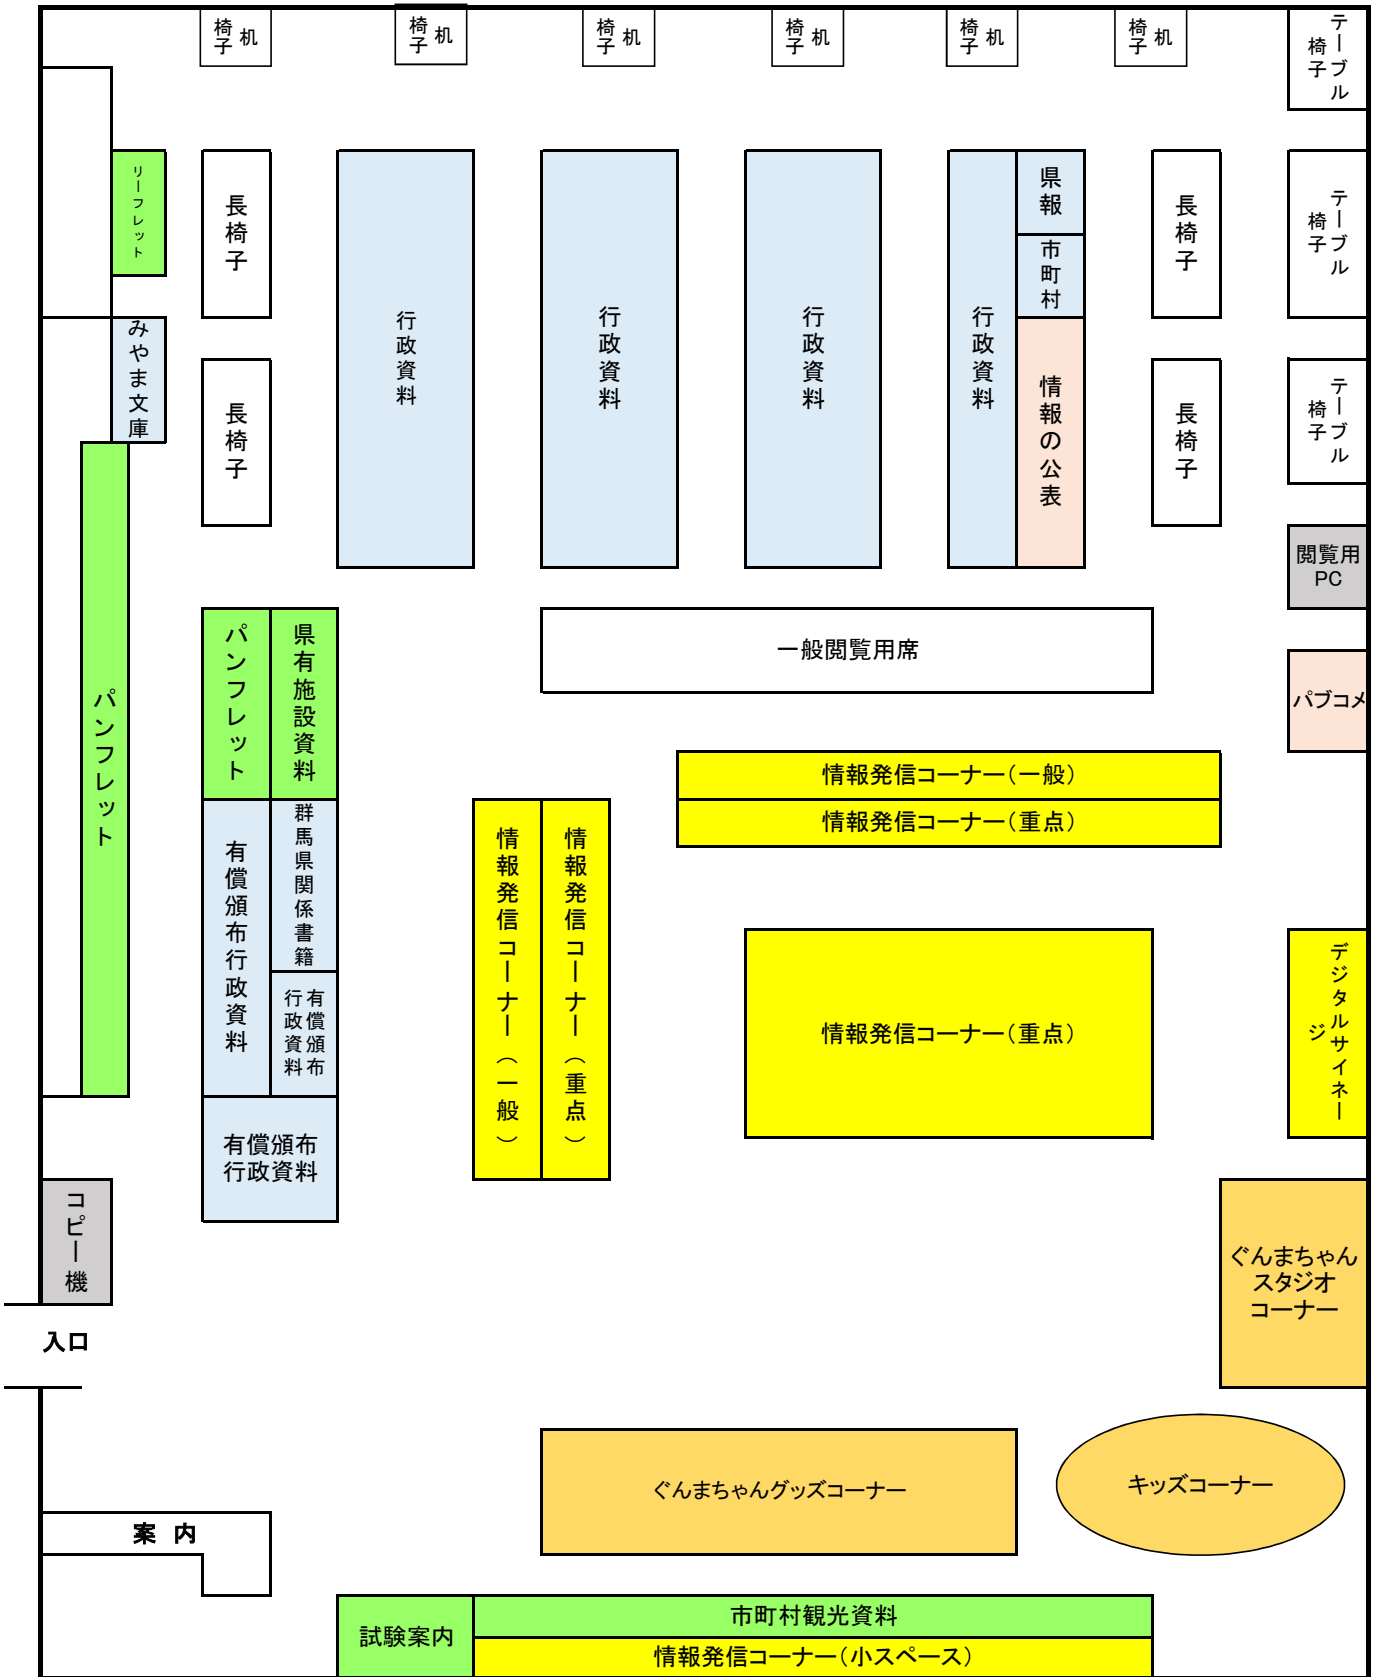 机 椅子
机 椅子
机 椅子
机 椅子
机 椅子
机 椅子
テーブル 椅子
リーフレット
長椅子
行政資料
行政資料
行政資料
行政資料
県報
市町村
情報の公表
長椅子
テーブル 椅子
みやま文庫
長椅子
長椅子
テーブル 椅子
閲覧用
PC
パンフレット
パンフレット
県有施設資料
一般閲覧用席
パブコメ
情報発信コーナー(一般)
情報発信コーナー(重点)
有償頒布行政資料
群馬県関係書籍
有償頒布
行政資料
情報発信コーナー(一般)
情報発信コーナー(重点)
情報発信コーナー(重点)
デジタルサイネー
ジ
有償頒布
行政資料
コピー機
ぐんまちゃん
スタジオ
コーナー
入口
ぐんまちゃんグッズコーナー
キッズコーナー
案 内
試験案内
市町村観光資料
情報発信コーナー(小スペース)